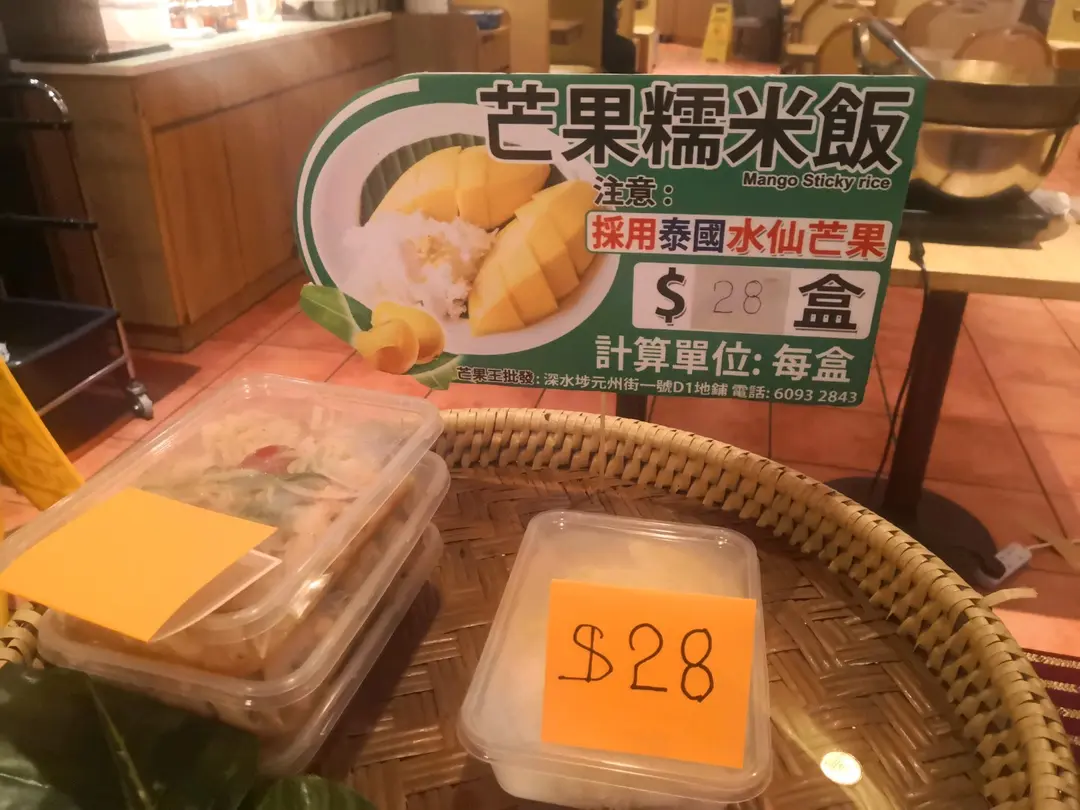 芒果糯米飯
Mango Sticky rice
注意：
採用泰國水仙芒果
$ 28 盒
計算單位: 每盒
芒果王批發: 深水埗元州街一號D1地鋪 電話: 6093 2843
$28